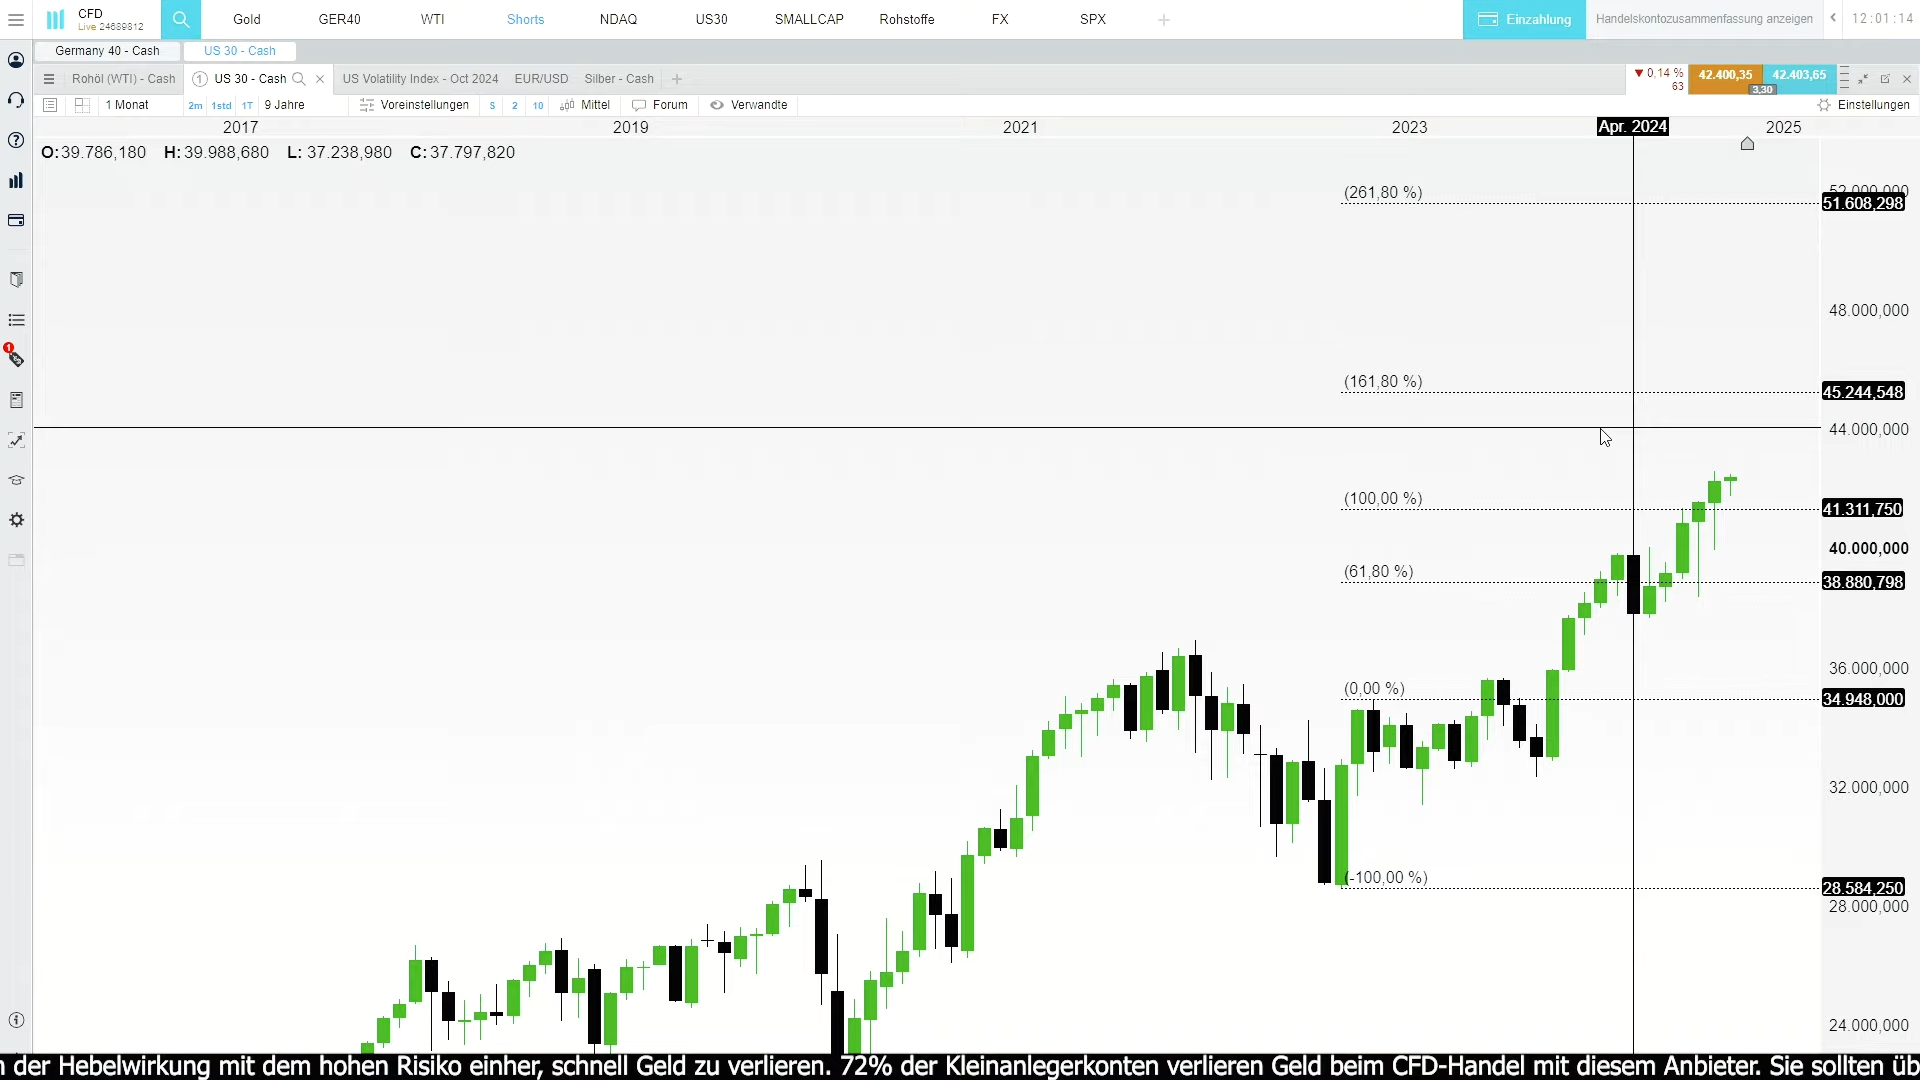 CFD
Live 24689812
Gold
GER40
WTI
Shorts
NDAQ
US30
SMALLCAP
Rohstoffe
FX
SPX
Einzahlung
Handelskontozusammenfassung anzeigen
12:01:14
Germany 40 - Cash
US 30 - Cash
Rohöl (WTI) - Cash
1
US 30 - Cash
US Volatility Index - Oct 2024
EUR/USD
Silber - Cash
0,14 %
63
42.400,35
42.403,65
3,30
1 Monat
2m
1std
1T
9 Jahre
Voreinstellungen
S
2
10
Mittel
Forum
Verwandte
Einstellungen
2017
2019
2021
2023
Apr. 2024
2025
O:39.786,180 H:39.988,680 L: 37.238,980 C:37.797,820
(261,80 %)
52.000,000
51.608,298
48.000,000
1
(161,80 %)
45.244,548
44.000,000
(100,00 %)
41.311,750
40.000,000
(61,80 %)
38.880,798
36.000,000
(0,00 %)
34.948,000
32.000,000
(-100,00 %)
28.584,250
28.000,000
24.000,000
der Hebelwirkung mit dem hohen Risiko einher, schnell Geld zu verlieren. 72% der Kleinanlegerkonten verlieren Geld beim CFD-Handel mit diesem Anbieter. Sie sollten üb